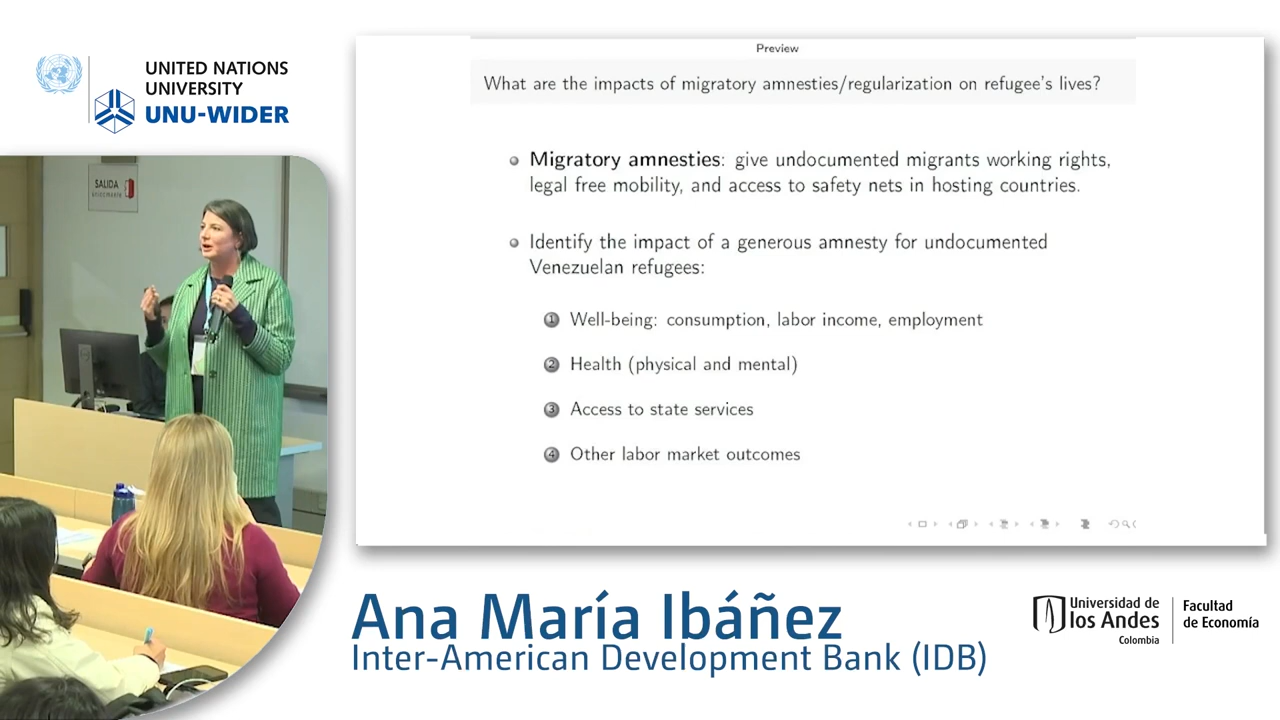 UNITED NATIONS
UNIVERSITY
UNU-WIDER
SALIDA
Preview
What are the impacts of migratory amnesties/regularization on refugee's lives?
Migratory amnesties: give undocumented migrants working rights,
legal free mobility, and access to safety nets in hosting countries.
Identify the impact of a generous amnesty for undocumented
Venezuelan refugees:
1 Well-being: consumption, labor income, employment
2 Health (physical and mental)
3 Access to state services
4 Other labor market outcomes
Ana María Ibáñez
Inter-American Development Bank (IDB)
Universidad de
los Andes
Colombia
Facultad
de Economía